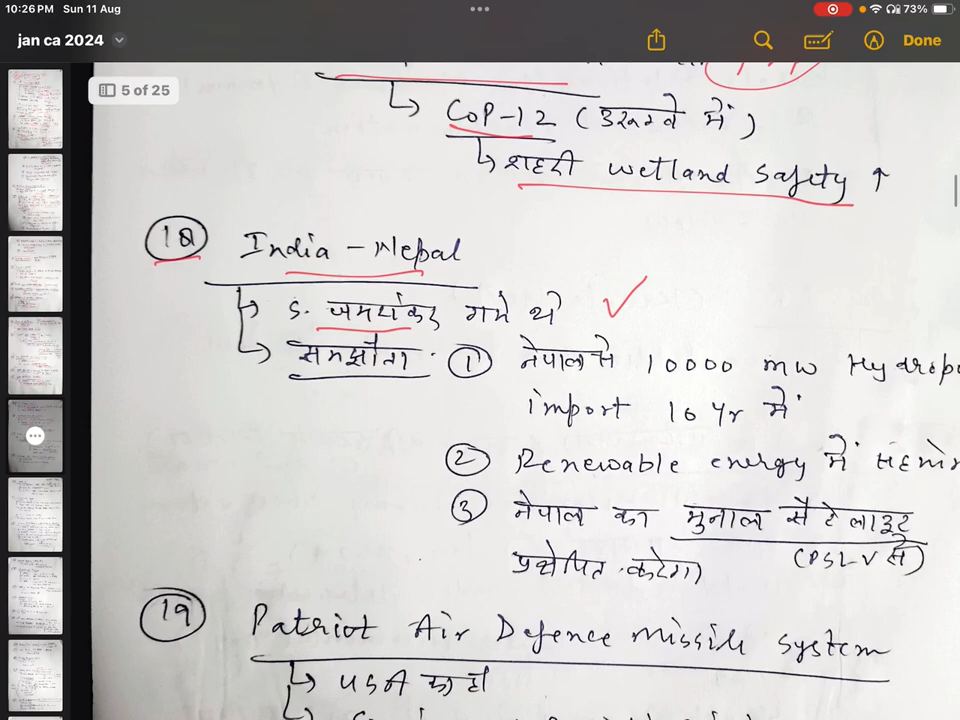 10:26 PM Sun 11 Aug
73%
jan ca 2024
Done
5 of 25
CoP-12 (उरुग्वे में)
शहरी wetland safety ↑
18 India - Nepal
S. जयशंकर गये थे ✓
समझौता · ① नेपाल से 10000 MW Hydropo
import 10 Yr में
② Renewable energy में सहयो
③ नेपाल का मुनाल सैटेलाइट
प्रक्षेपित करेगा) (PSLV से)
19 Patriot Air Defence missile system
USA का है